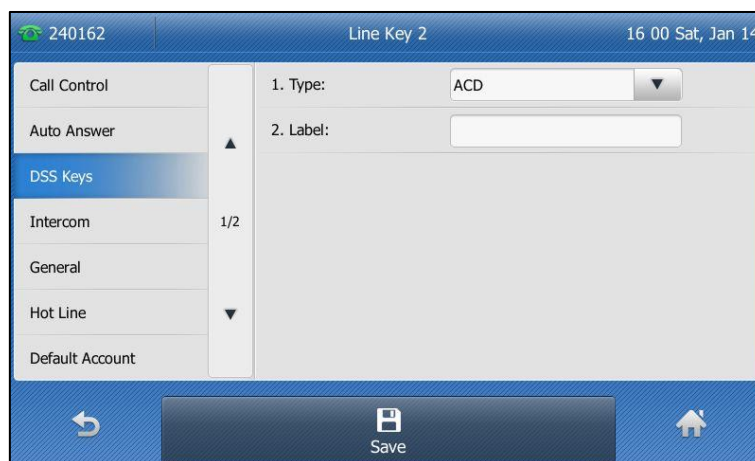 240162
Line Key 2
16 00 Sat, Jan 14
Call Control
1. Type:
ACD
Auto Answer
2. Label:
DSS Keys
Intercom
1/2
General
Hot Line
Default Account
Save